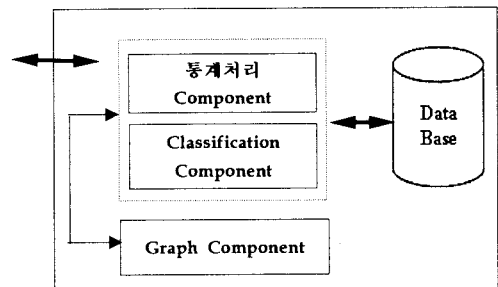 통계처리
Component
Classification
Component
Graph Component
Data
Base